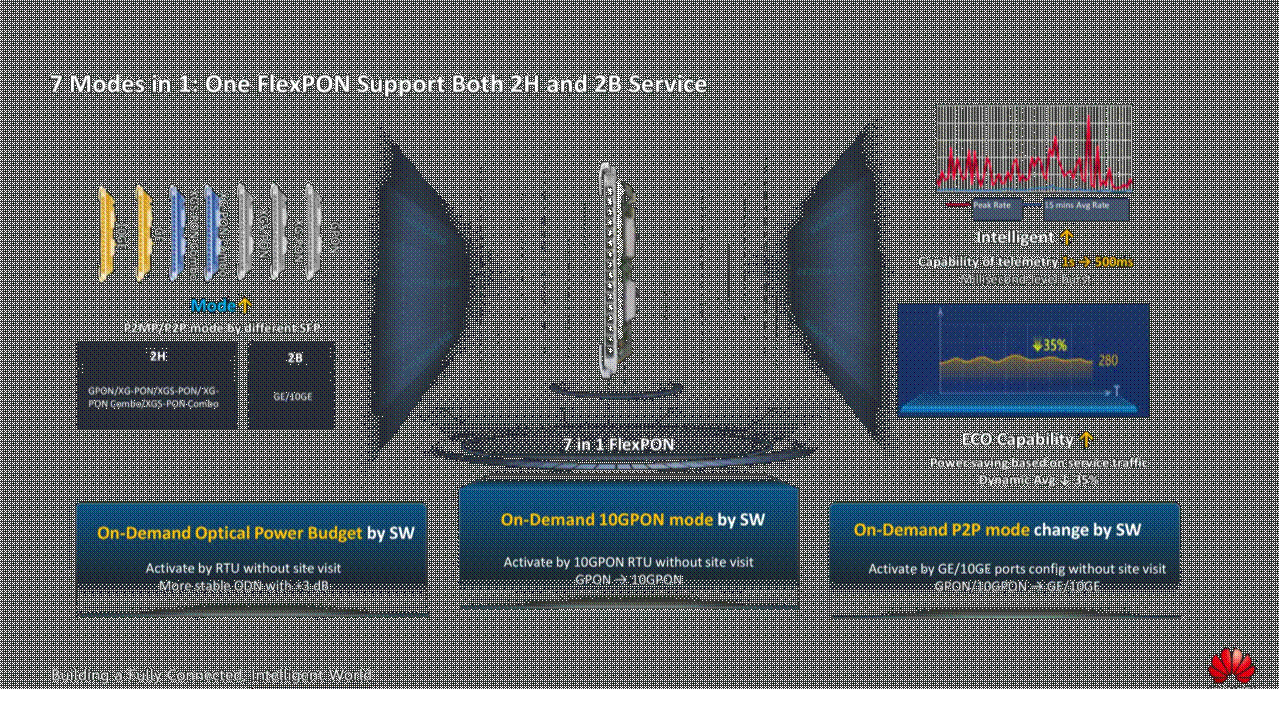 7 Modes in 1: One FlexPON Support Both 2H and 2B Service
Mode
P2MP/P2P mode by different SFP
2H
GPON/XG-PON/XGS-PON/XG-
PON Combo/XGS-PON Combo
2B
GE/10GE
7 in 1 FlexPON
Peak Rate
15 mins Avg Rate
Intelligent
Capability of telemetry 1s → 500ms
35%
280
T
ECO Capability
Power saving based on service traffic
Dynamic Avg. 35%
On-Demand Optical Power Budget by SW
Activate by RTU without site visit
More stable ODN with +3 dB
On-Demand 10GPON mode by SW
Activate by 10GPON RTU without site visit
GPON → 10GPON
On-Demand P2P mode change by SW
Activate by GE/10GE ports config without site visit
GPON/10GPON → GE/10GE
Building a Fully Connected, Intelligent World